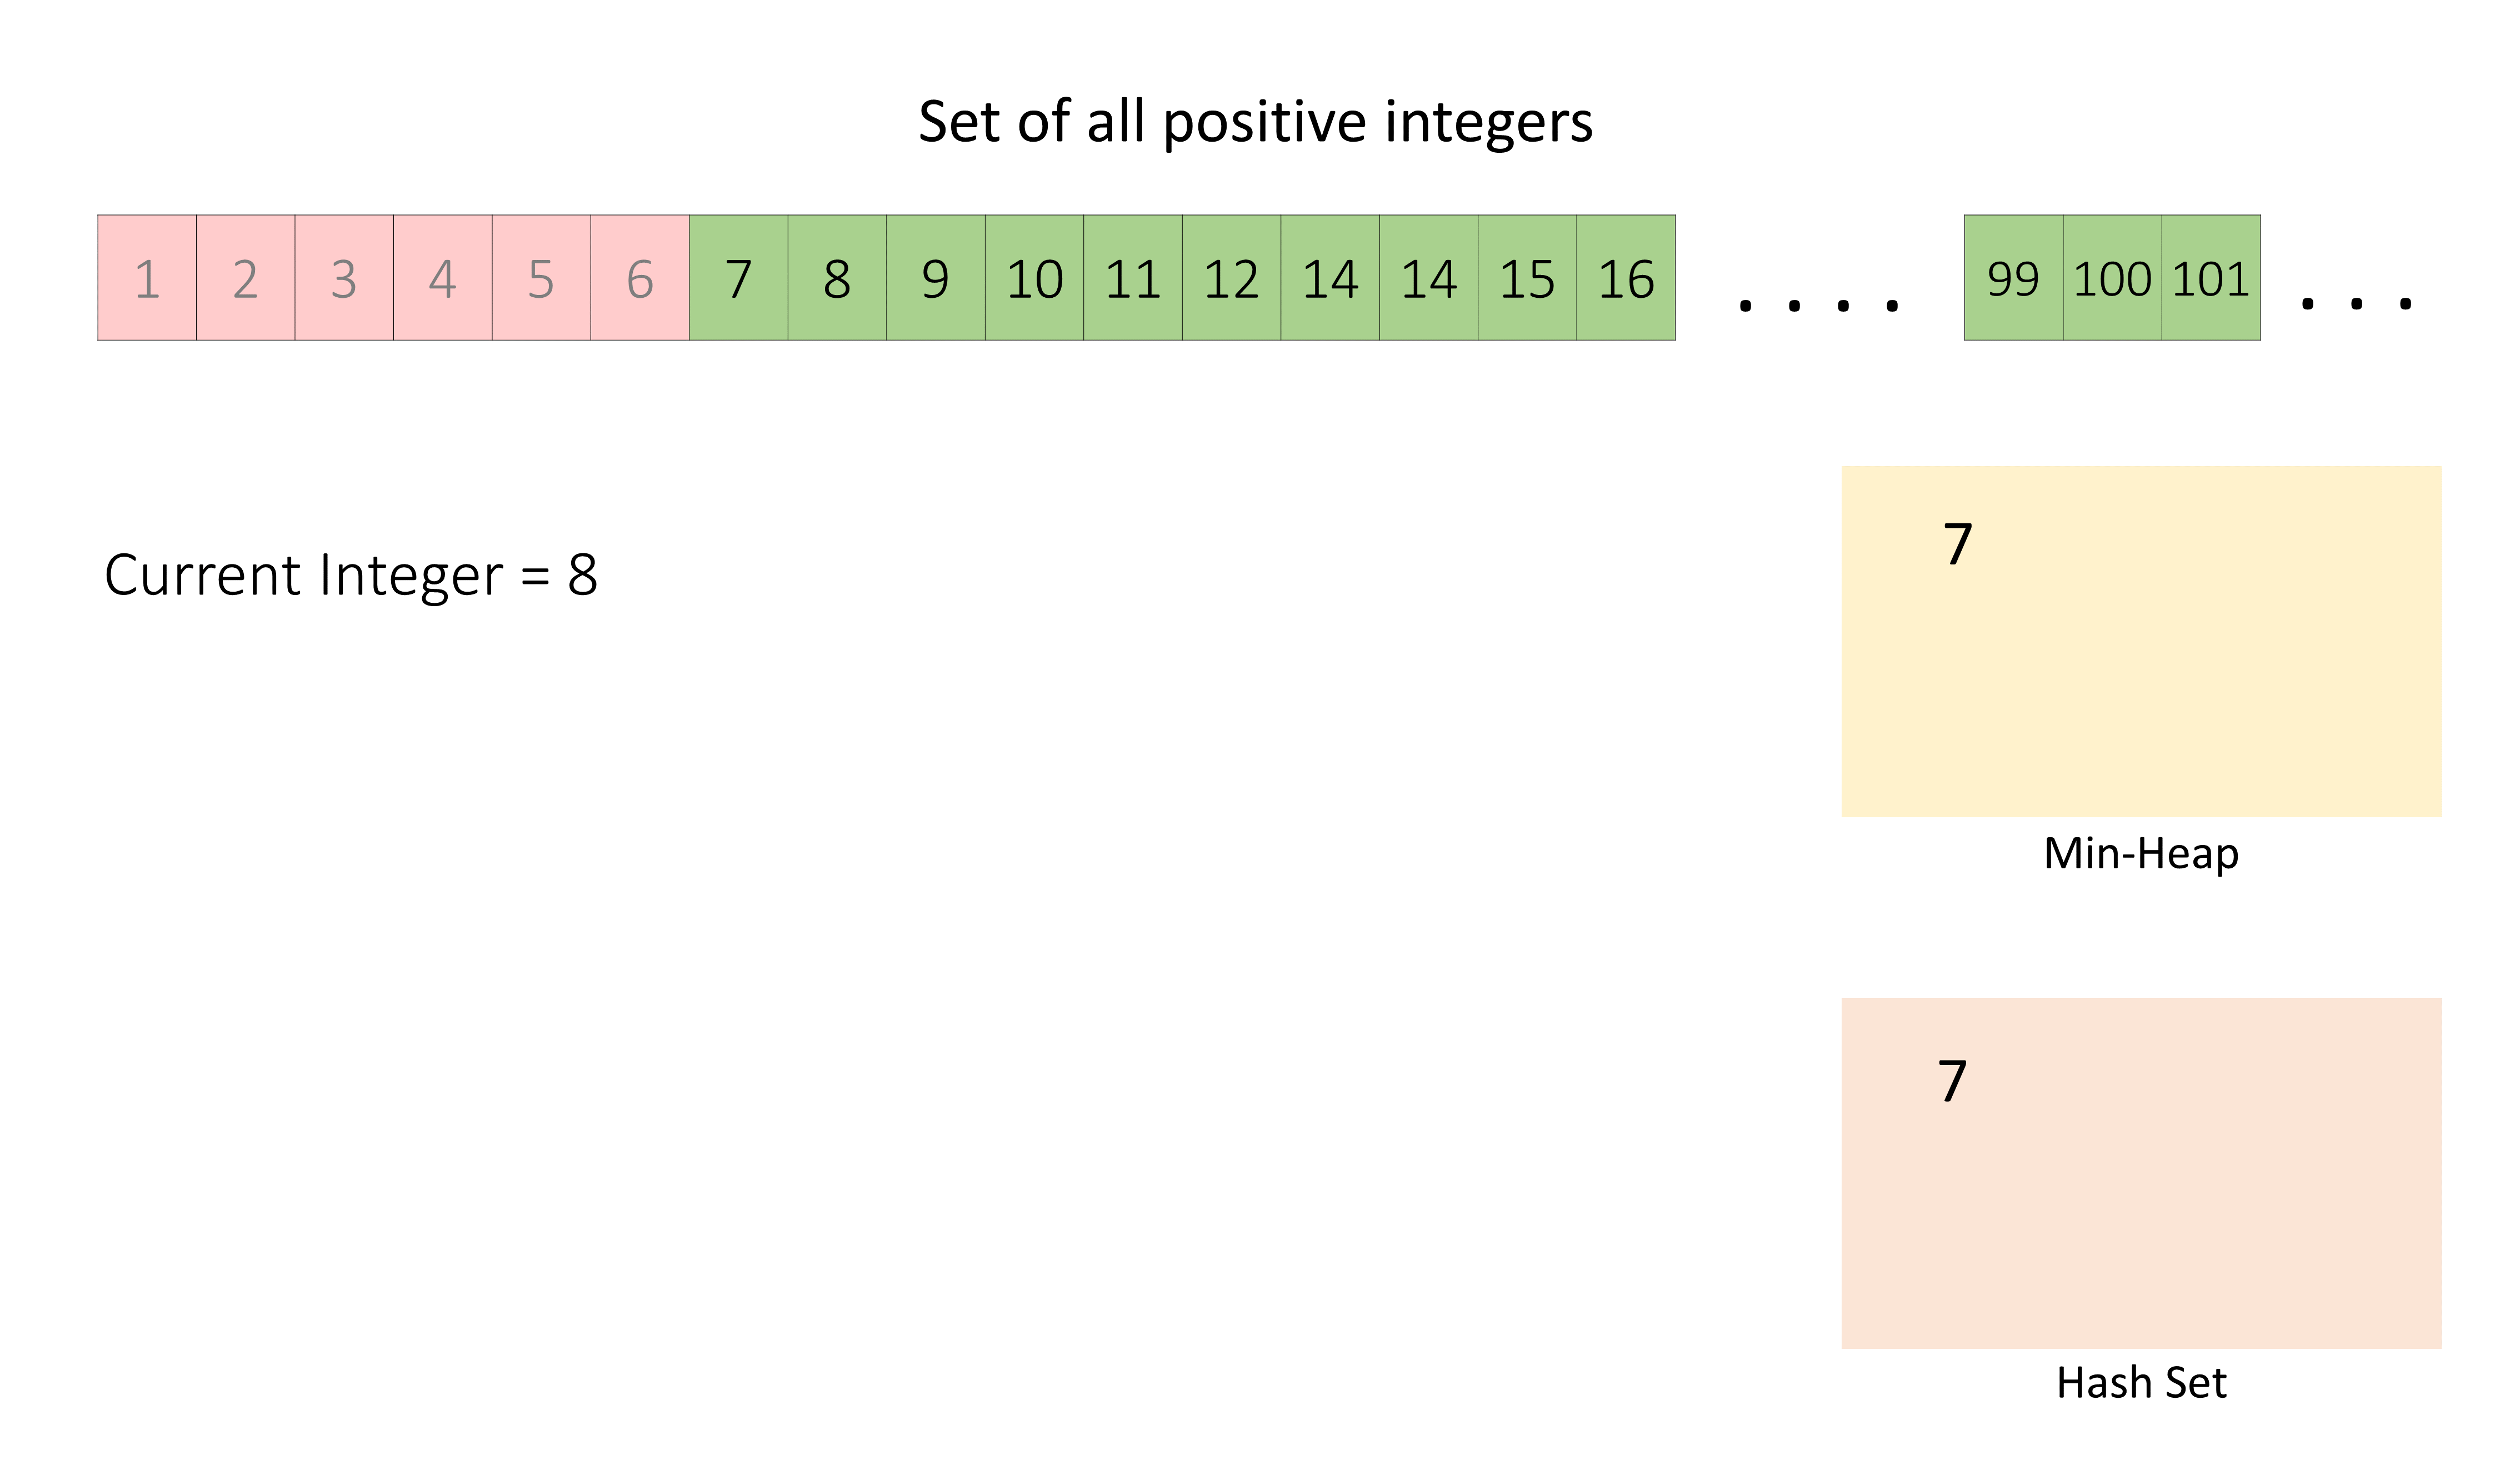 Set of all positive integers
1 2 3 4 5 6 7 8 9 10 11 12 14 14 15 16 . . . . 99 100 101 . . .
7
Current Integer = 8
Min-Heap
7
Hash Set